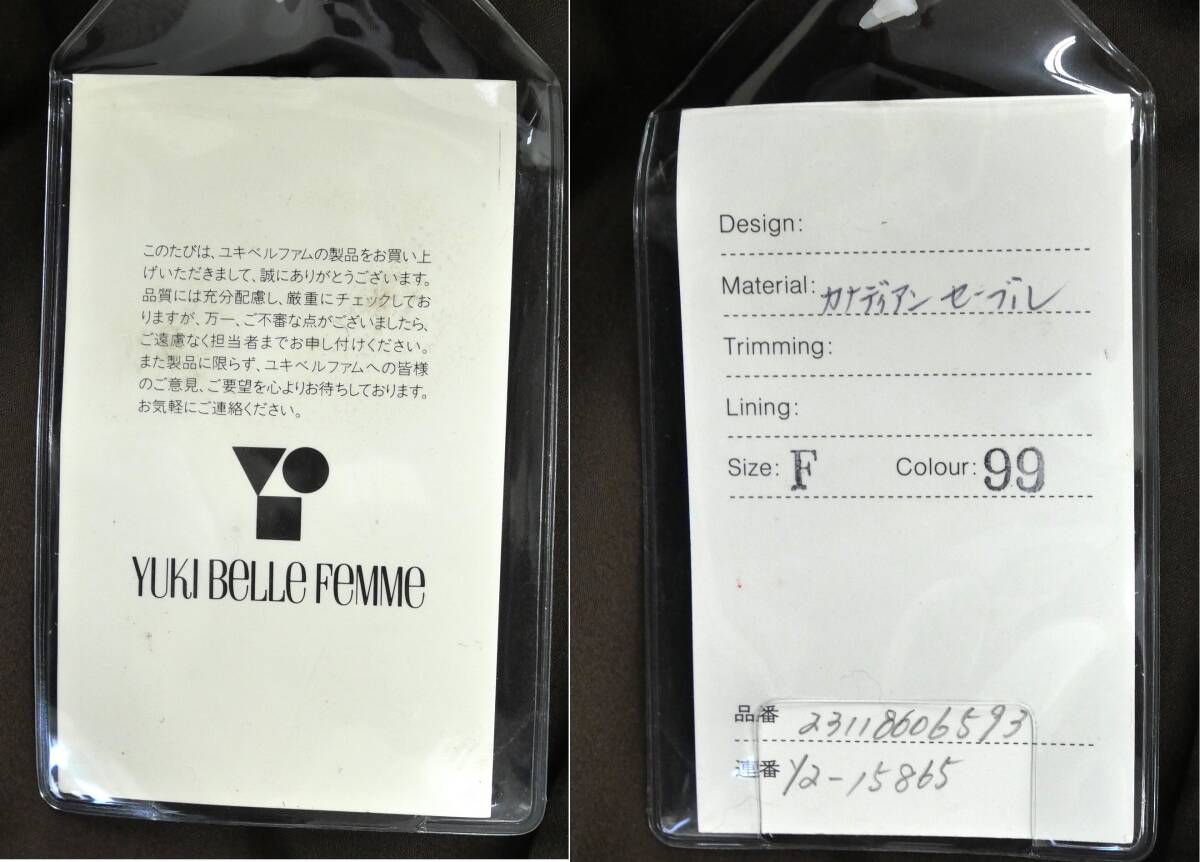 このたびは、ユキベルファムの製品をお買い上
げいただきまして、誠にありがとうございます。
品質には充分配慮し、厳重にチェックしてお
りますが、万一、ご不審な点がございましたら、
ご遠慮なく担当者までお申し付けください。
また製品に限らず、ユキベルファムへの皆様
のご意見、ご要望を心よりお待ちしております。
お気軽にご連絡ください。
YUKI BELLE FEMME
Design:
Material: カナディアン セーブル
Trimming:
Lining:
Size: F Colour: 99
品番 23118606593
連番 Y2-15865